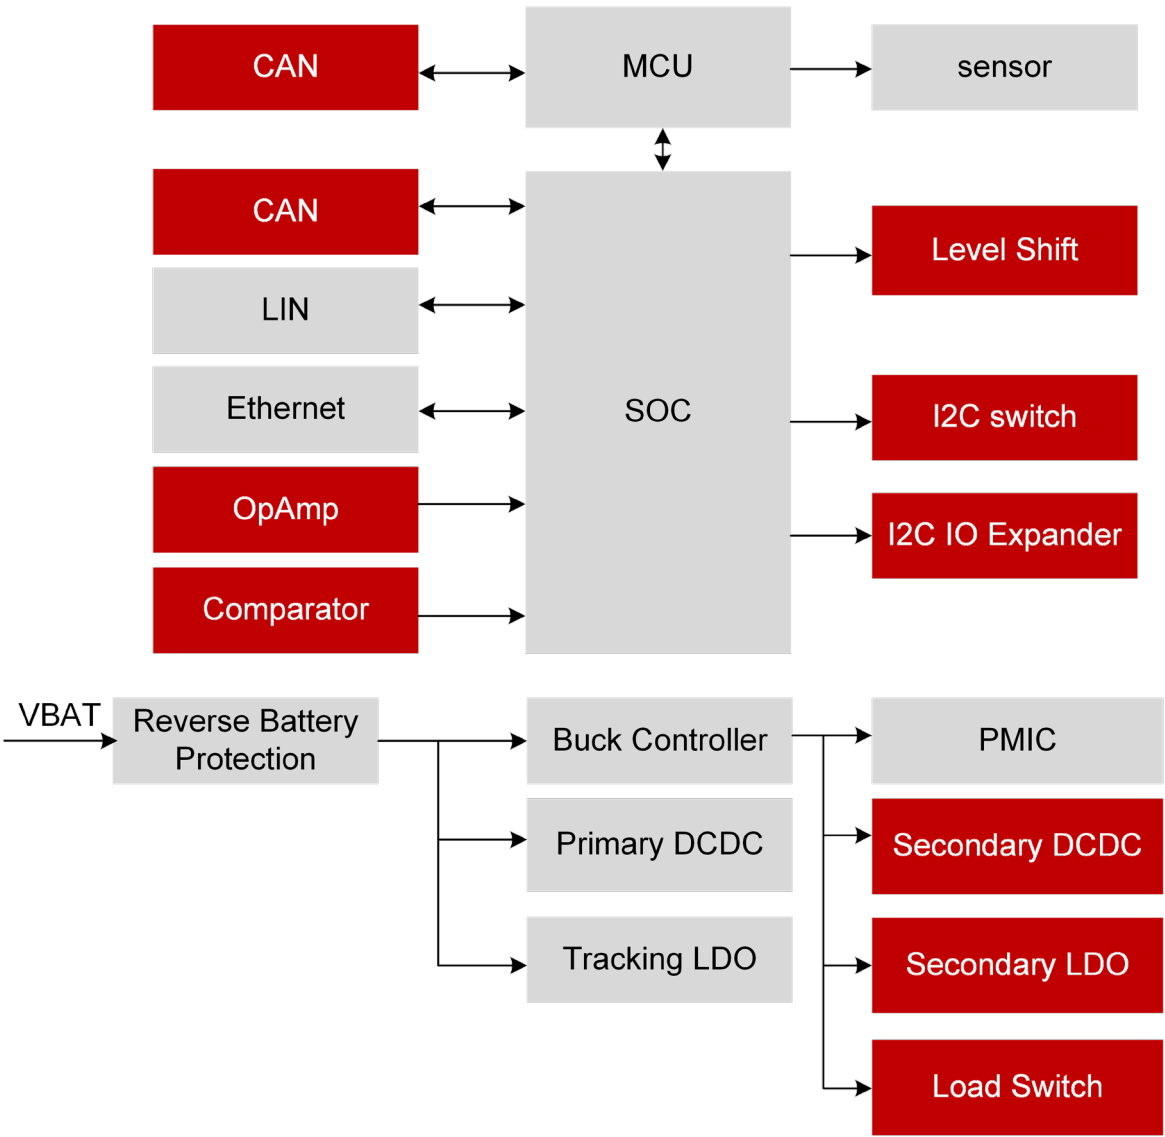 CAN
MCU
sensor
CAN
LIN
Ethernet
OpAmp
Comparator
SOC
Level Shift
I2C switch
I2C IO Expander
VBAT
Reverse Battery
Protection
Buck Controller
Primary DCDC
Tracking LDO
PMIC
Secondary DCDC
Secondary LDO
Load Switch